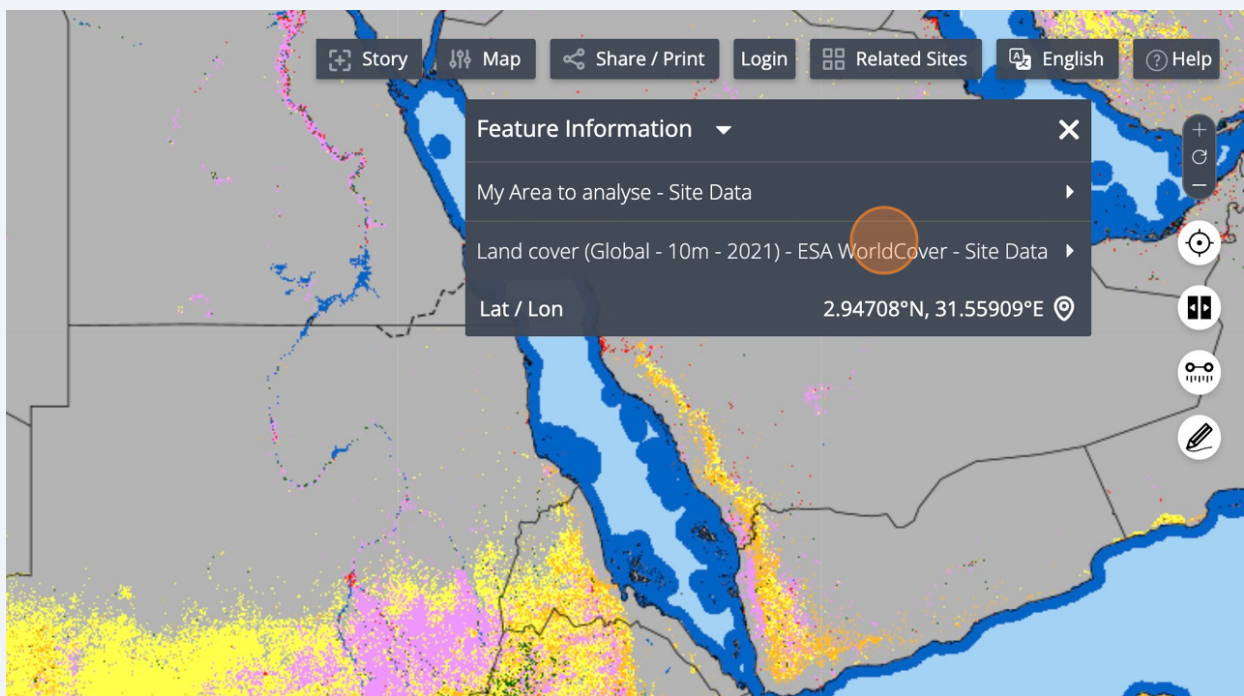 Story
Map
Share / Print
Login
Related Sites
English
Help
Feature Information
My Area to analyse - Site Data
Land cover (Global - 10m - 2021) - ESA WorldCover - Site Data
Lat / Lon
2.94708°N, 31.55909°E